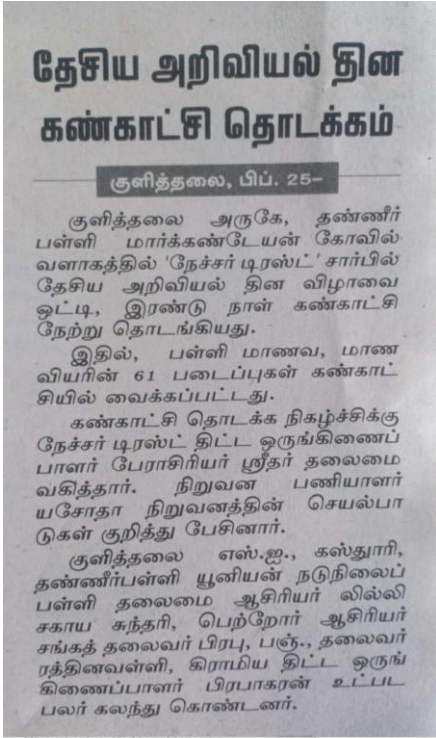 தேசிய அறிவியல் தின
கண்காட்சி தொடக்கம்
குளித்தலை, பிப். 25–
குளித்தலை அருகே, தண்ணீர்
பள்ளி மார்க்கண்டேயன் கோவில்
வளாகத்தில் 'நேச்சர் டிரஸ்ட்' சார்பில்
தேசிய அறிவியல் தின விழாவை
ஒட்டி, இரண்டு நாள் கண்காட்சி
நேற்று தொடங்கியது.
இதில், பள்ளி மாணவ, மாண
வியரின் 61 படைப்புகள் கண்காட்
சியில் வைக்கப்பட்டது.
கண்காட்சி தொடக்க நிகழ்ச்சிக்கு
நேச்சர் டிரஸ்ட் திட்ட ஒருங்கிணைப்
பாளர் பேராசிரியர் ஸ்ரீதர் தலைமை
வகித்தார். நிறுவன பணியாளர்
யசோதா நிறுவனத்தின் செயல்பா
டுகள் குறித்து பேசினார்.
குளித்தலை எஸ்.ஐ., கஸ்துாரி,
தண்ணீர்பள்ளி யூனியன் நடுநிலைப்
பள்ளி தலைமை ஆசிரியர் லில்லி
சகாய சுந்தரி, பெற்றோர் ஆசிரியர்
சங்கத் தலைவர் பிரபு, பஞ்., தலைவர்
ரத்தினவள்ளி, கிராமிய திட்ட ஒருங்
கிணைப்பாளர் பிரபாகரன் உட்பட
பலர் கலந்து கொண்டனர்.